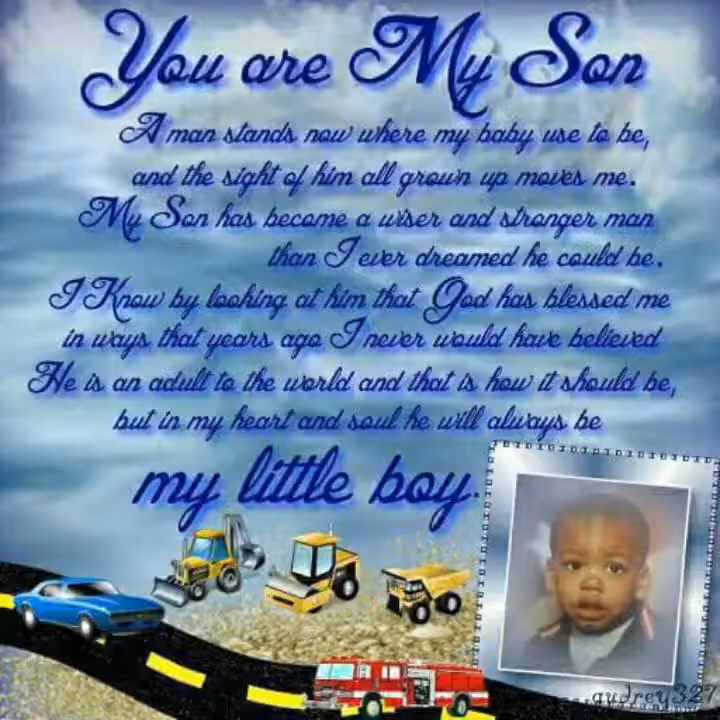 You are My Son
A man stands now where my baby use to be,
and the sight of him all grown up moves me.
My Son has become a wiser and stronger man
than I ever dreamed he could be.
I Know by looking at him that God has blessed me
in ways that years ago I never would have believed
He is an adult to the world and that is how it should be,
but in my heart and soul he will always be
my little boy.
audrey327